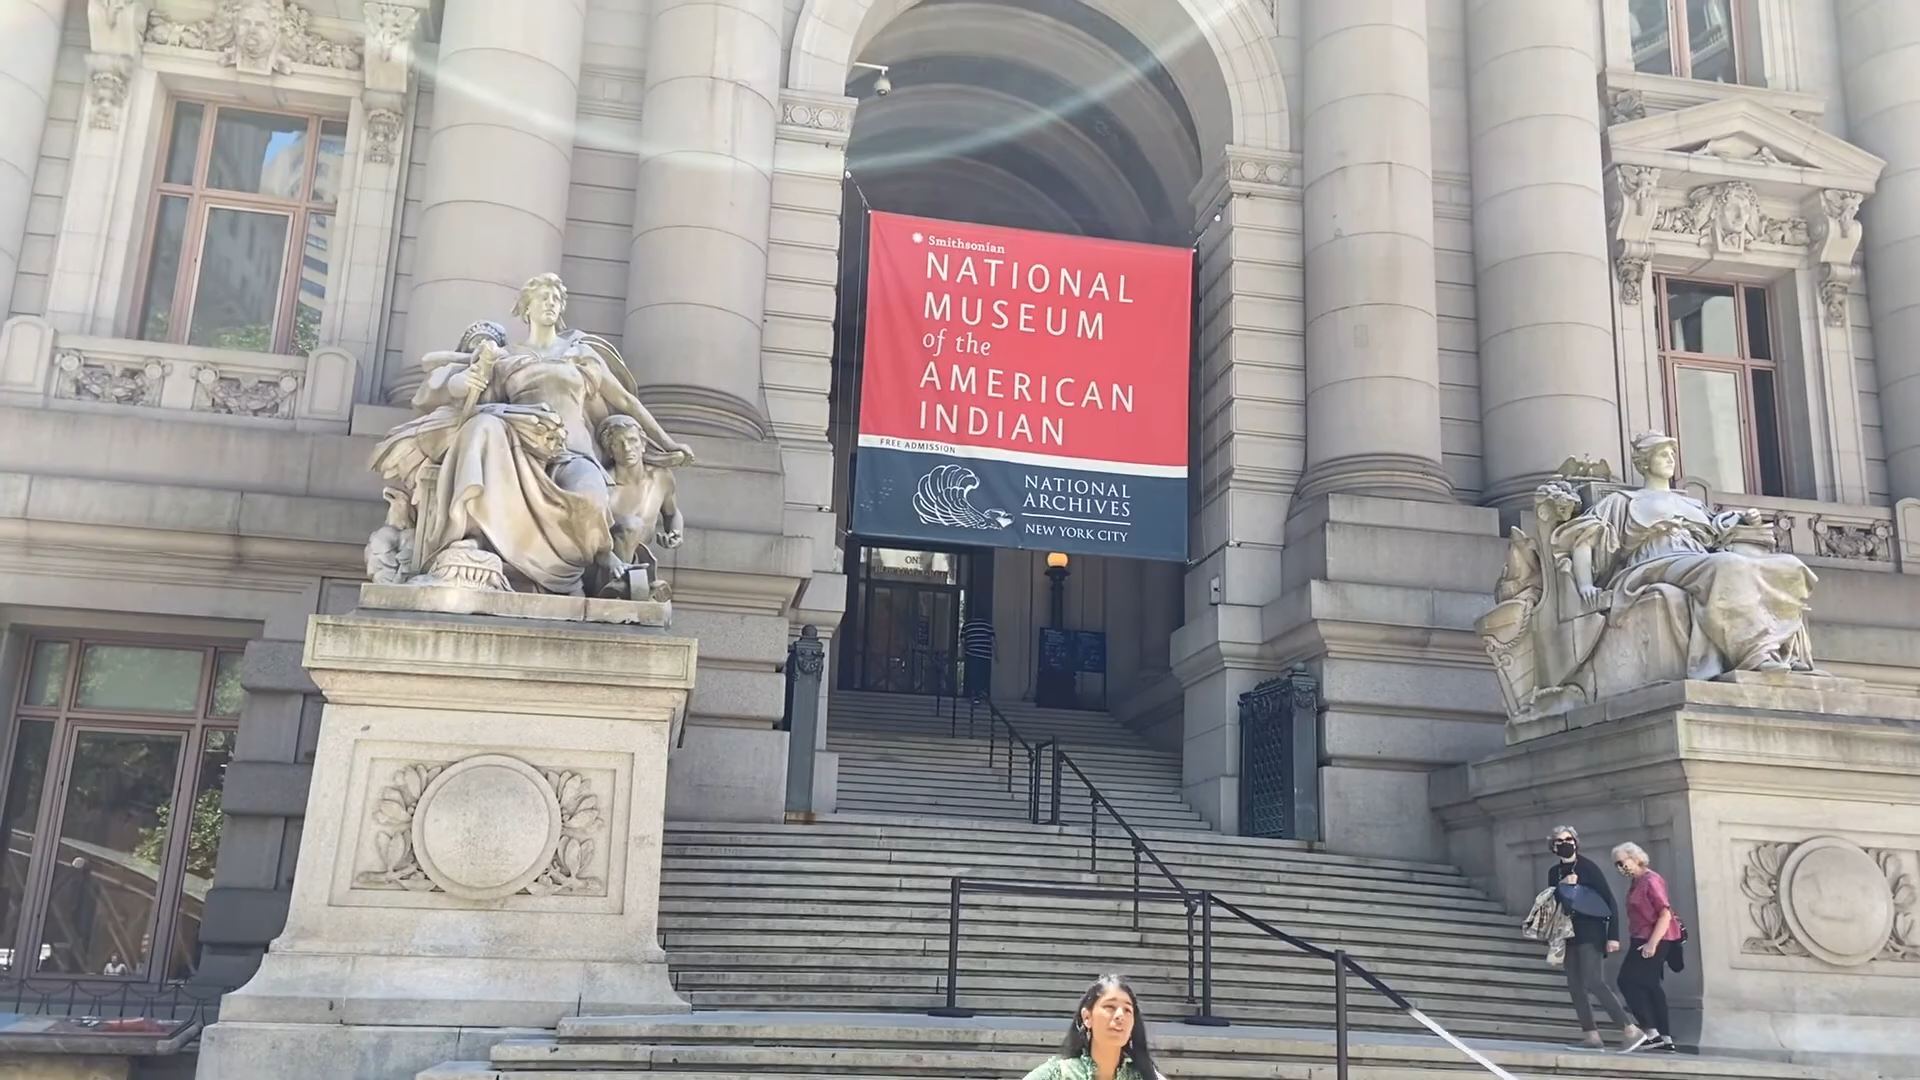 Smithsonian
NATIONAL
MUSEUM
of the
AMERICAN
INDIAN
FREE ADMISSION
NATIONAL
ARCHIVES
NEW YORK CITY